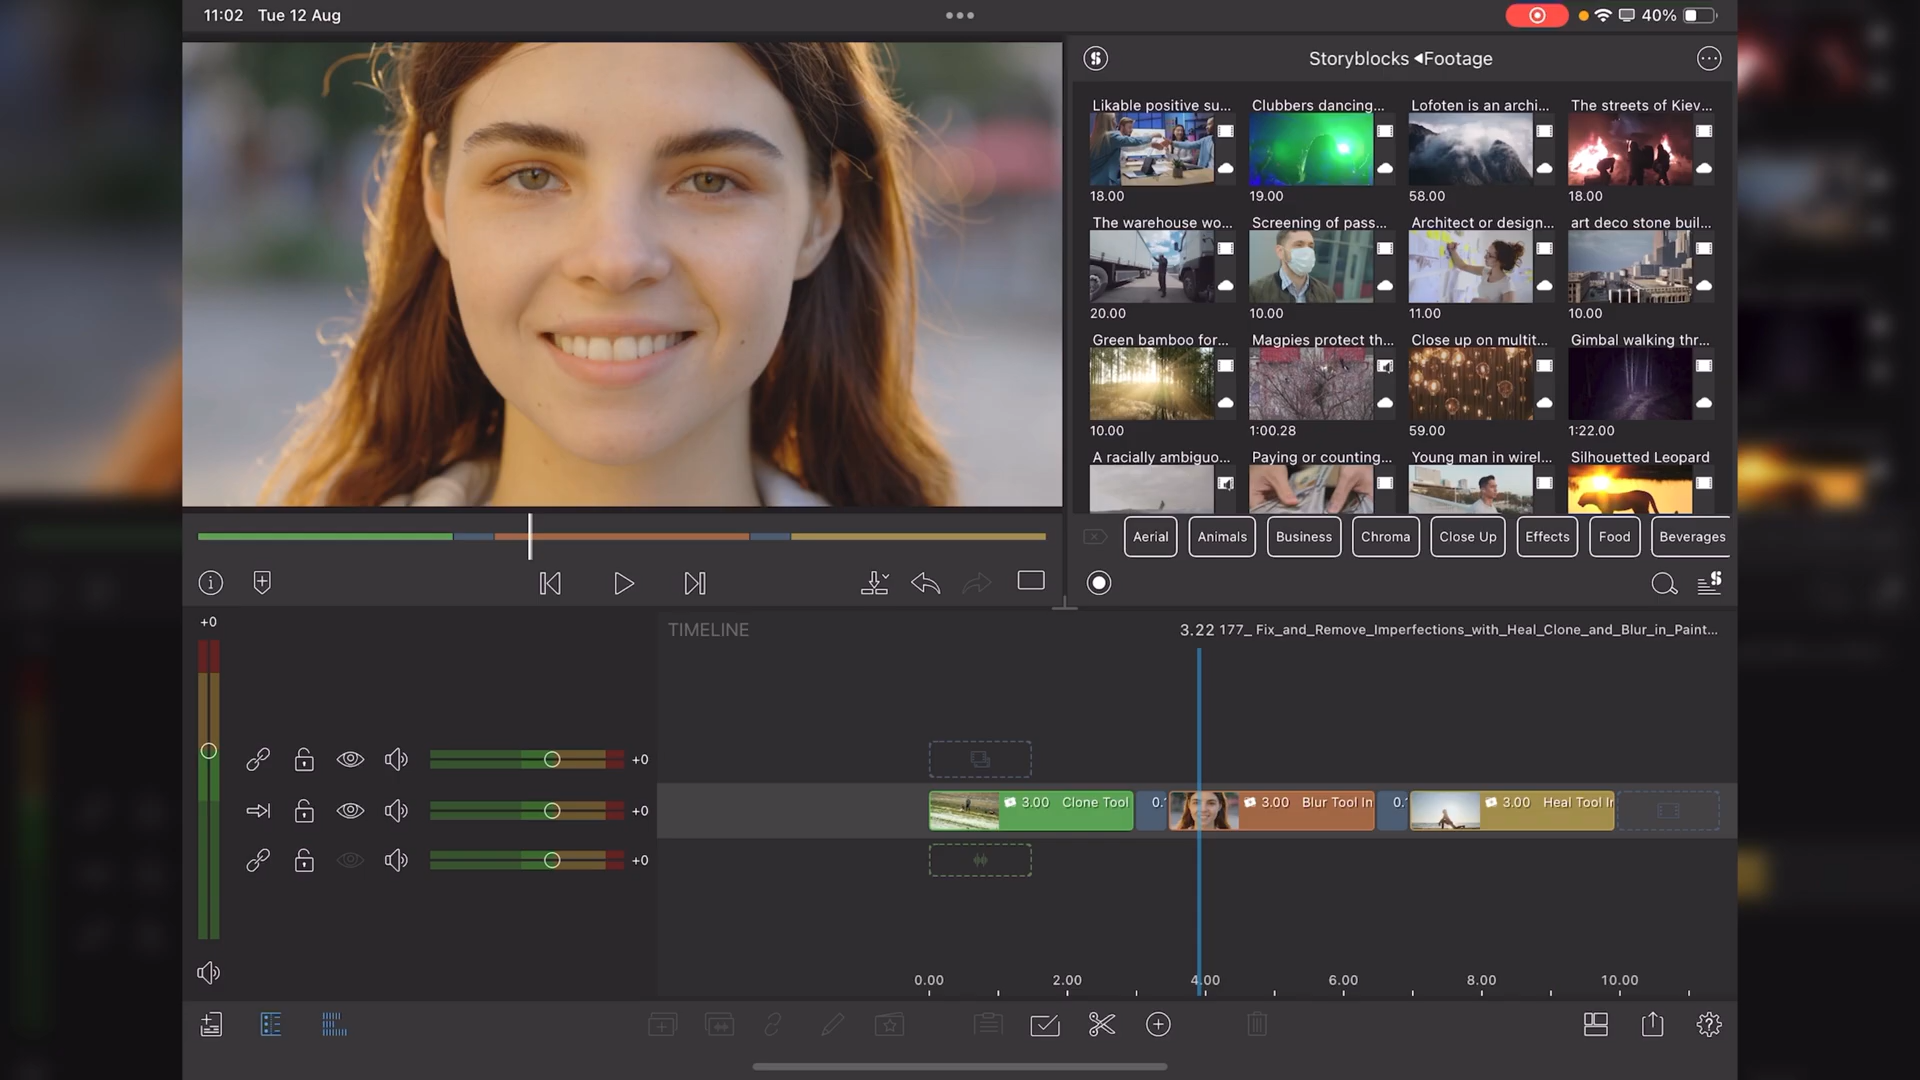 11:02 Tue 12 Aug
40%
Storyblocks ◂Footage
Likable positive su... Clubbers dancing... Lofoten is an archi... The streets of Kiev...
18.00 19.00 58.00 18.00
The warehouse wo... Screening of pass... Architect or design... art deco stone buil...
20.00 10.00 11.00 10.00
Green bamboo for... Magpies protect th... Close up on multit... Gimbal walking thr...
10.00 1:00.28 59.00 1:22.00
A racially ambiguo... Paying or counting... Young man in wirel... Silhouetted Leopard
Aerial Animals Business Chroma Close Up Effects Food Beverages
+0
TIMELINE
3.22 177_ Fix_and_Remove_Imperfections_with_Heal_Clone_and_Blur_in_Paint...
+0
3.00 Clone Tool 0. 3.00 Blur Tool In 0. 3.00 Heal Tool In
+0
+0
0.00 2.00 4.00 6.00 8.00 10.00